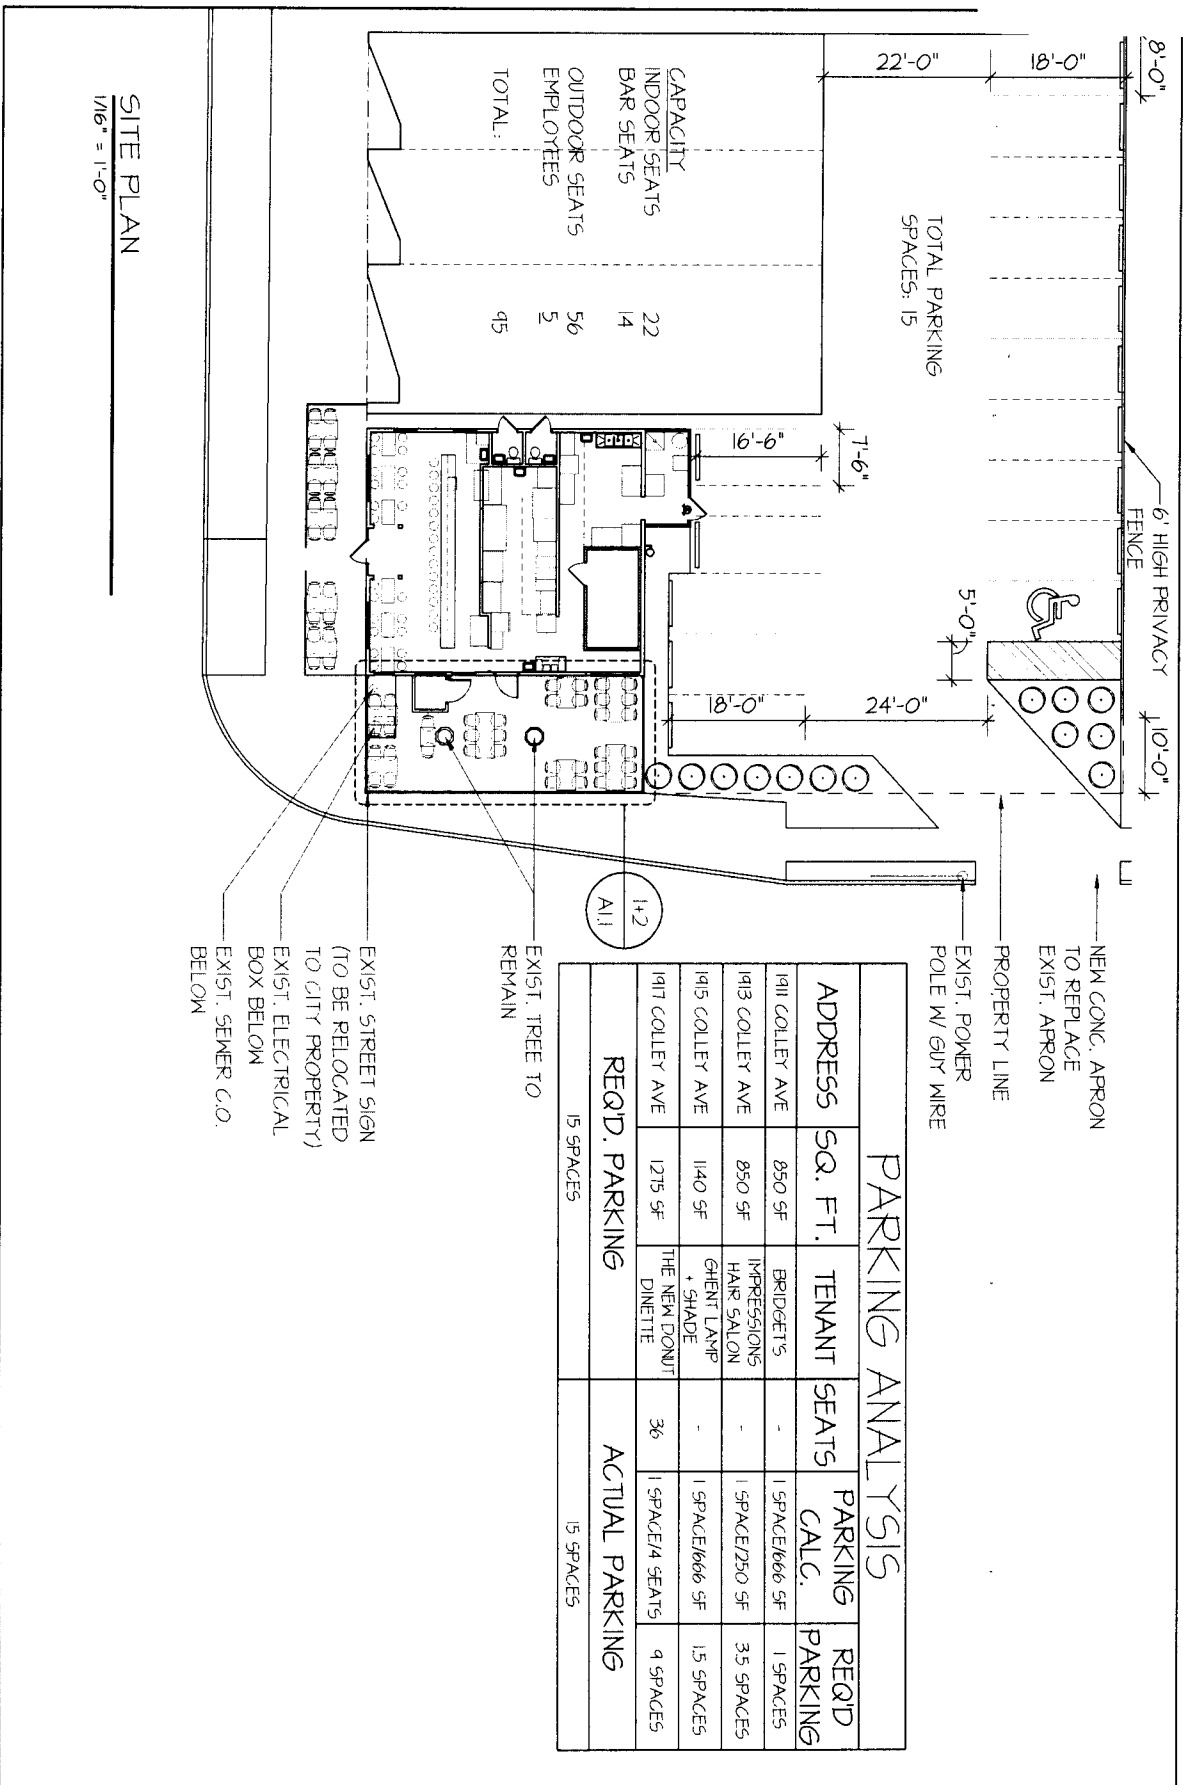 8'-0"
18'-0"
22'-0"
6' HIGH PRIVACY
FENCE
10'-0"
TOTAL PARKING
SPACES: 15
5'-0"
24'-0"
18'-0"
7'-6"
16'-6"
CAPACITY
INDOOR SEATS 22
BAR SEATS 14
OUTDOOR SEATS 56
EMPLOYEES 5
TOTAL: 95
NEW CONC. APRON
TO REPLACE
EXIST. APRON
PROPERTY LINE
EXIST. POWER
POLE W/ GUY WIRE
1+2
A1.1
EXIST. TREE TO
REMAIN
EXIST. STREET SIGN
(TO BE RELOCATED
TO CITY PROPERTY)
EXIST. ELECTRICAL
BOX BELOW
EXIST. SEWER C.O.
BELOW
PARKING ANALYSIS
ADDRESS SQ. FT. TENANT SEATS PARKING CALC. REQ'D PARKING
1911 COLLEY AVE 850 SF BRIDGET'S - 1 SPACE/666 SF 1 SPACES
1913 COLLEY AVE 850 SF IMPRESSIONS HAIR SALON - 1 SPACE/250 SF 3.5 SPACES
1915 COLLEY AVE 1140 SF GHENT LAMP + SHADE - 1 SPACE/666 SF 1.5 SPACES
1917 COLLEY AVE 1275 SF THE NEW DONUT DINETTE 36 1 SPACE/4 SEATS 9 SPACES
REQ'D. PARKING ACTUAL PARKING
15 SPACES 15 SPACES
SITE PLAN
1/16" = 1'-0"